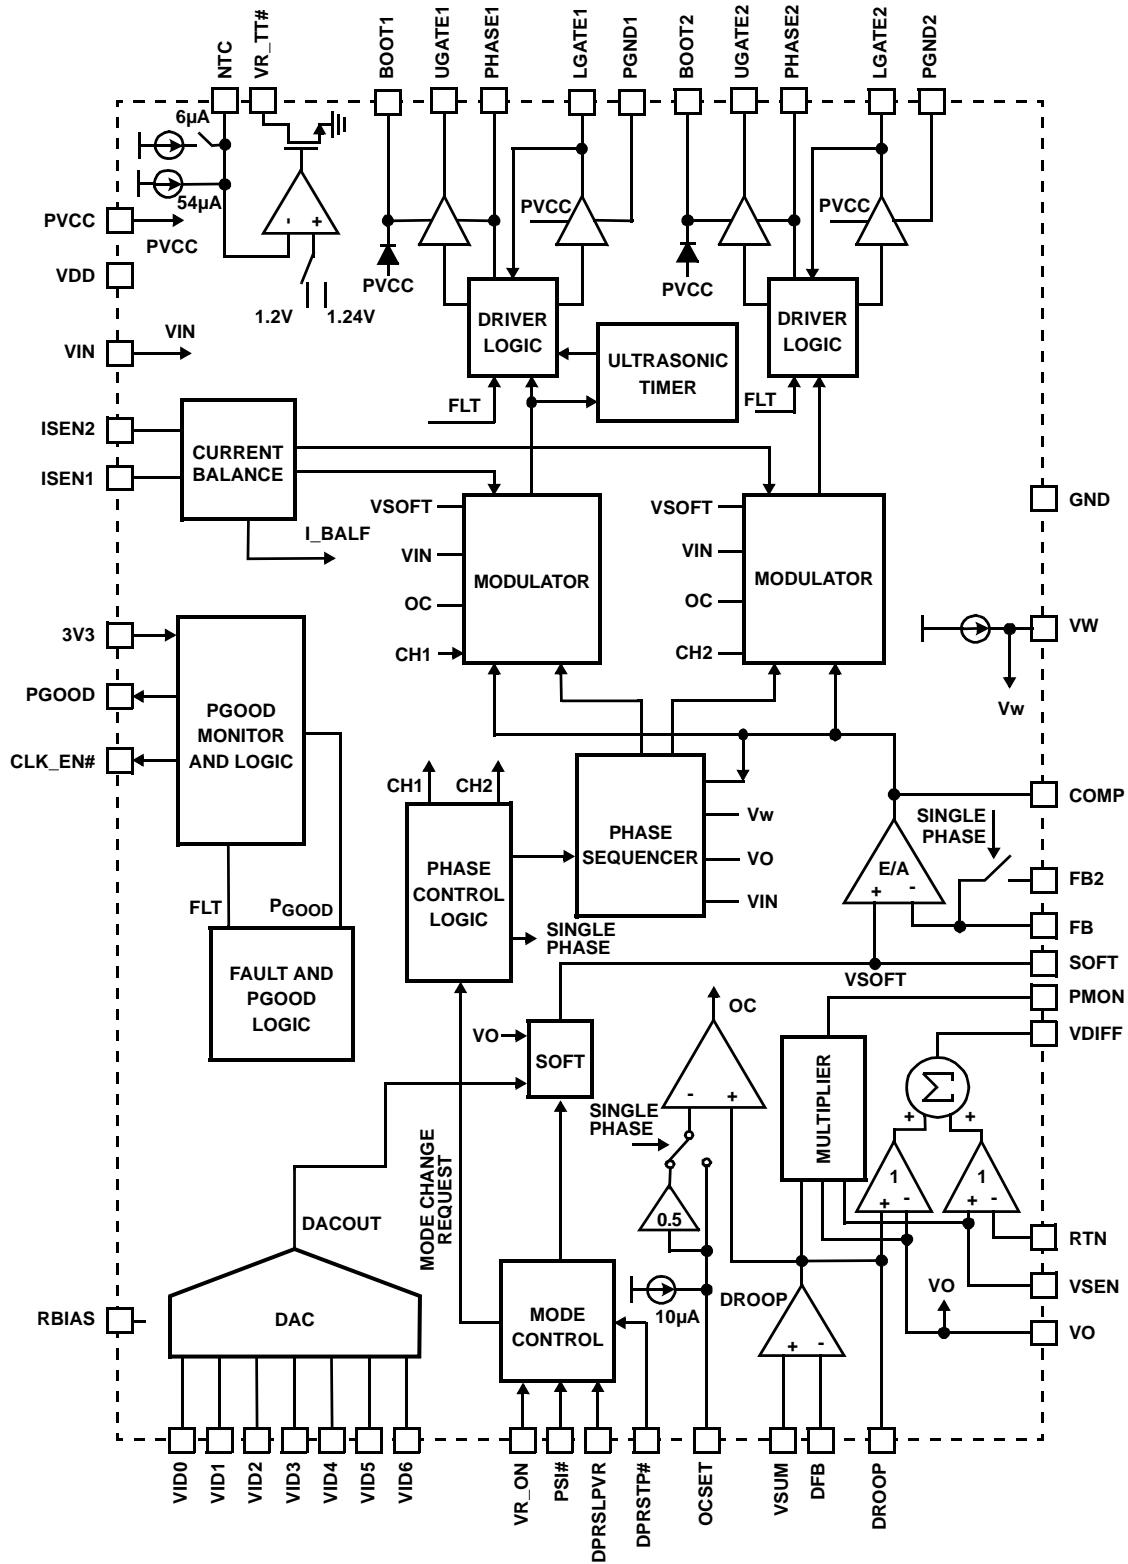 NTC
VR_TT#
BOOT1
UGATE1
PHASE1
LGATE1
PGND1
BOOT2
UGATE2
PHASE2
LGATE2
PGND2
6µA
54µA
- +
1.2V
1.24V
PVCC
PVCC
VDD
VIN
VIN
PVCC
PVCC
DRIVER
LOGIC
FLT
ULTRASONIC
TIMER
PVCC
PVCC
DRIVER
LOGIC
FLT
ISEN2
ISEN1
CURRENT
BALANCE
I_BALF
VSOFT
VIN
OC
CH1
MODULATOR
VSOFT
VIN
OC
CH2
MODULATOR
GND
VW
Vw
3V3
PGOOD
CLK_EN#
PGOOD
MONITOR
AND LOGIC
FLT
PGOOD
FAULT AND
PGOOD
LOGIC
CH1
CH2
PHASE
CONTROL
LOGIC
SINGLE
PHASE
PHASE
SEQUENCER
Vw
VO
VIN
E/A
+ -
SINGLE
PHASE
COMP
FB2
FB
SOFT
VSOFT
PMON
VDIFF
VO
SOFT
OC
- +
SINGLE
PHASE
0.5
10µA
MULTIPLIER
Σ
+ +
1
+ -
1
+ -
RTN
VSEN
VO
VO
DROOP
+ -
MODE CHANGE
REQUEST
DACOUT
DAC
RBIAS
MODE
CONTROL
VID0
VID1
VID2
VID3
VID4
VID5
VID6
VR_ON
PSI#
DPRSLPVR
DPRSTP#
OCSET
VSUM
DFB
DROOP